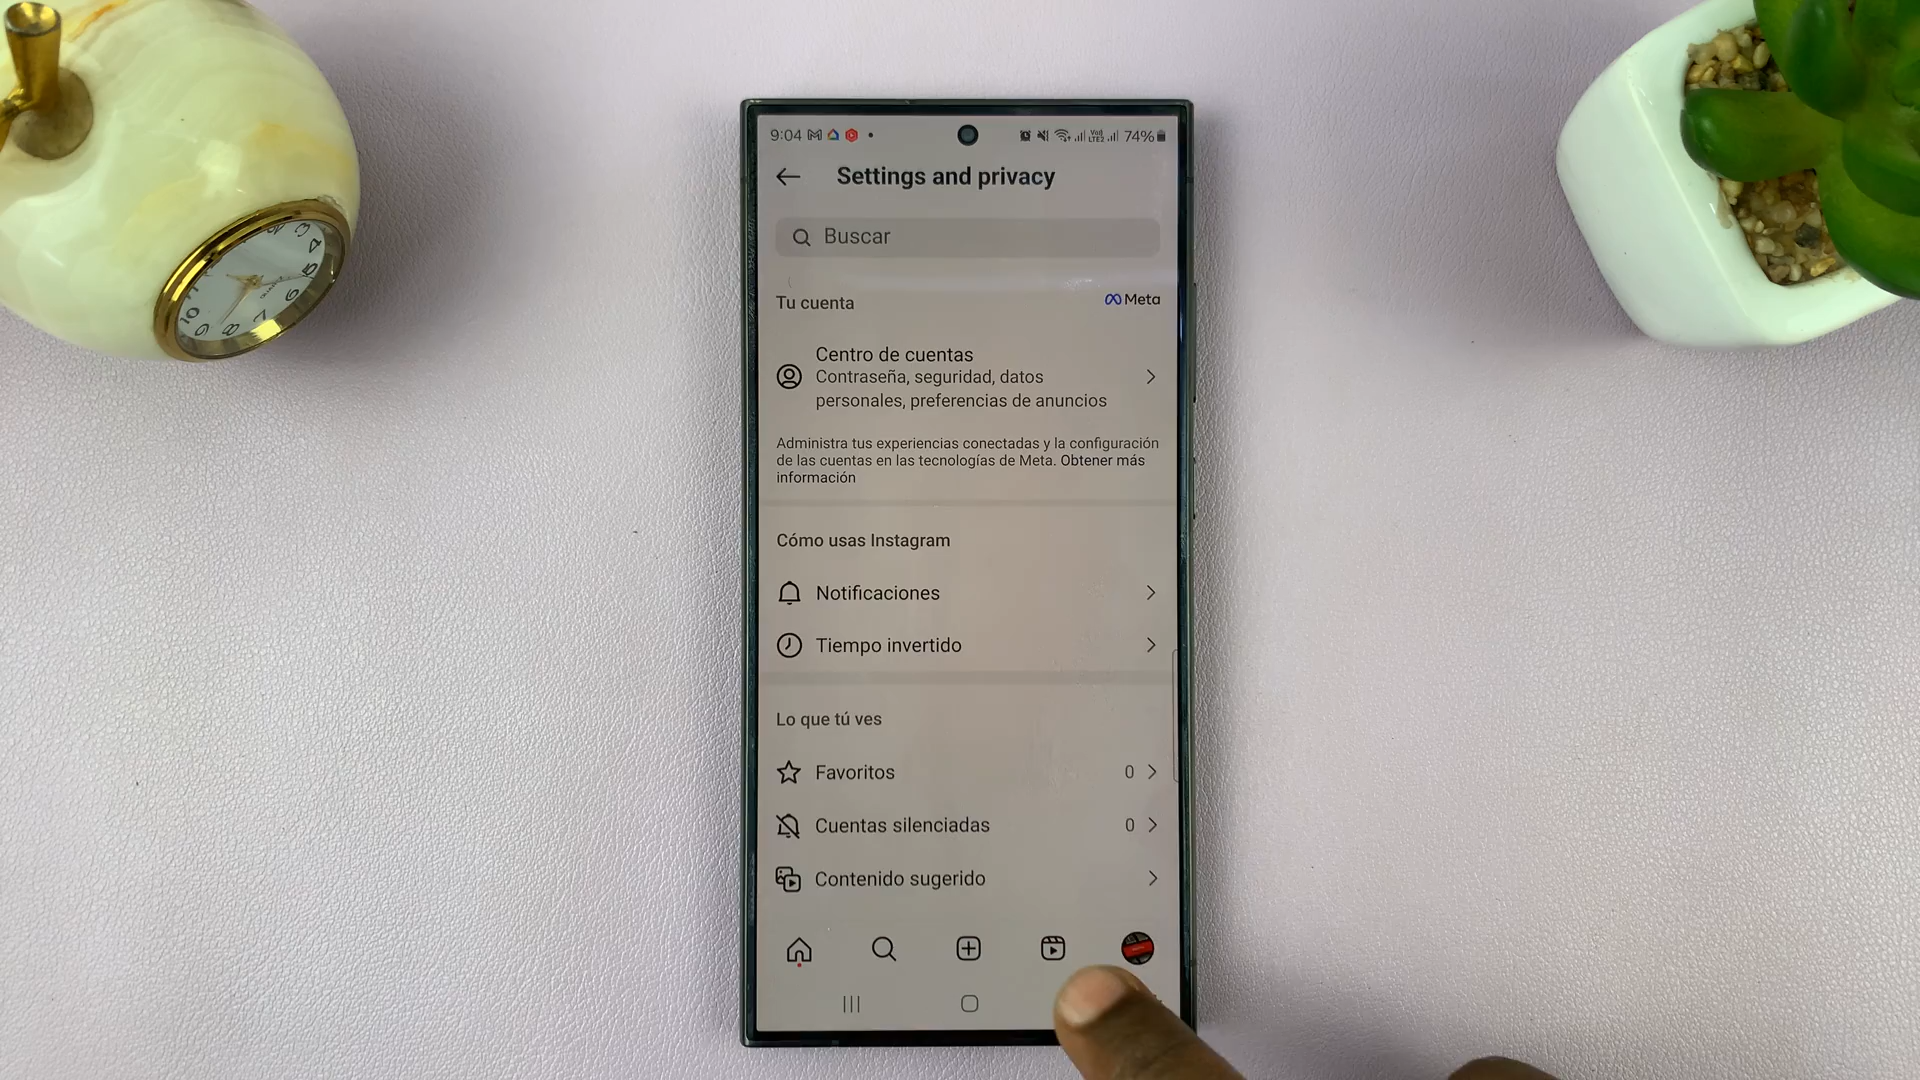 9:04 74%
Settings and privacy
Buscar
Tu cuenta Meta
Centro de cuentas
Contraseña, seguridad, datos
personales, preferencias de anuncios
Administra tus experiencias conectadas y la configuración
de las cuentas en las tecnologías de Meta. Obtener más
información
Cómo usas Instagram
Notificaciones
Tiempo invertido
Lo que tú ves
Favoritos 0
Cuentas silenciadas 0
Contenido sugerido